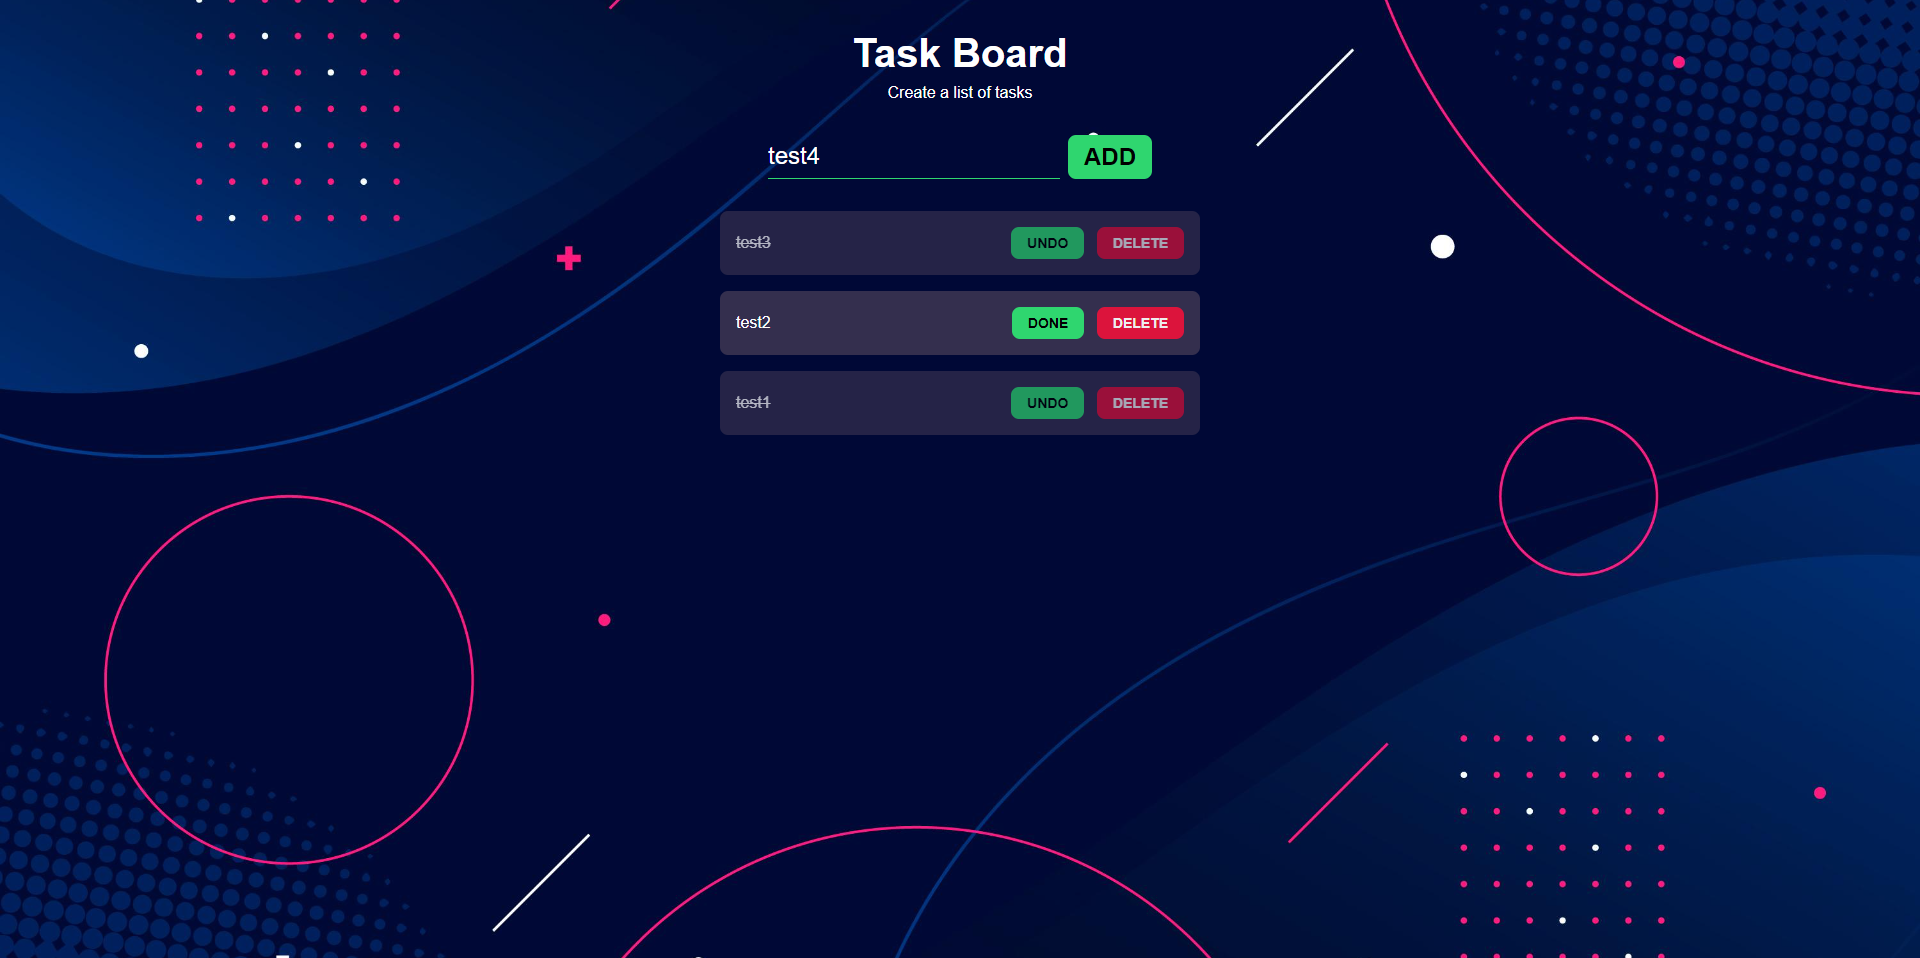 Task Board
Create a list of tasks
test4 ADD
test3 UNDO DELETE
test2 DONE DELETE
test1 UNDO DELETE